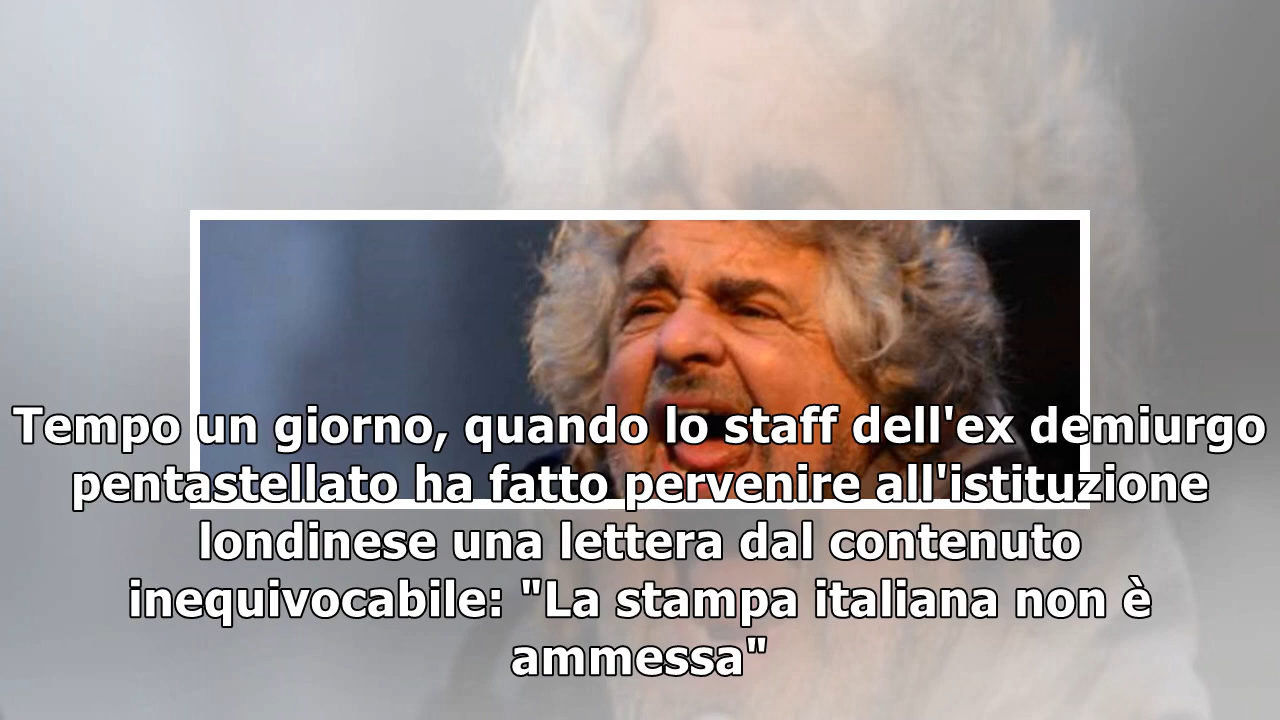 Tempo un giorno, quando lo staff dell'ex demiurgo
pentastellato ha fatto pervenire all'istituzione
londinese una lettera dal contenuto
inequivocabile: "La stampa italiana non è
ammessa"